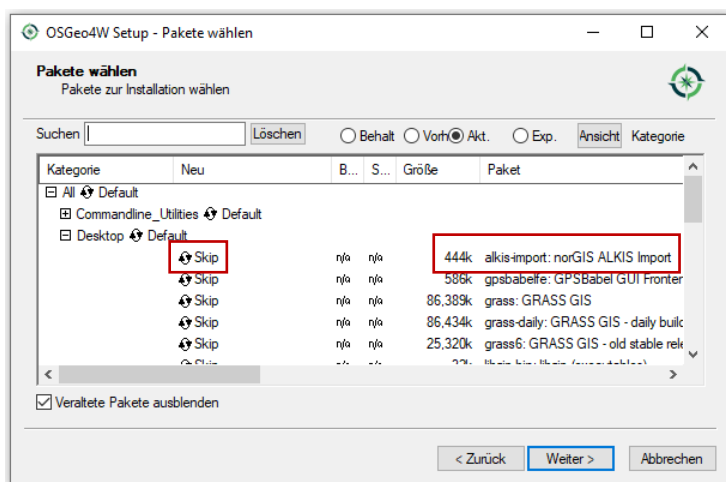 OSGeo4W Setup - Pakete wählen
Pakete wählen
Pakete zur Installation wählen
Suchen Löschen Behalt Vorh Akt. Exp. Ansicht Kategorie
Kategorie Neu B... S... Größe Paket
All Default
Commandline_Utilities Default
Desktop Default
Skip n/a n/a 444k alkis-import: norGIS ALKIS Import
Skip n/a n/a 586k gpsbabelfe: GPSBabel GUI Fronter
Skip n/a n/a 86,389k grass: GRASS GIS
Skip n/a n/a 86,434k grass-daily: GRASS GIS - daily builc
Skip n/a n/a 25,320k grass6: GRASS GIS - old stable rele
Veraltete Pakete ausblenden
< Zurück Weiter > Abbrechen